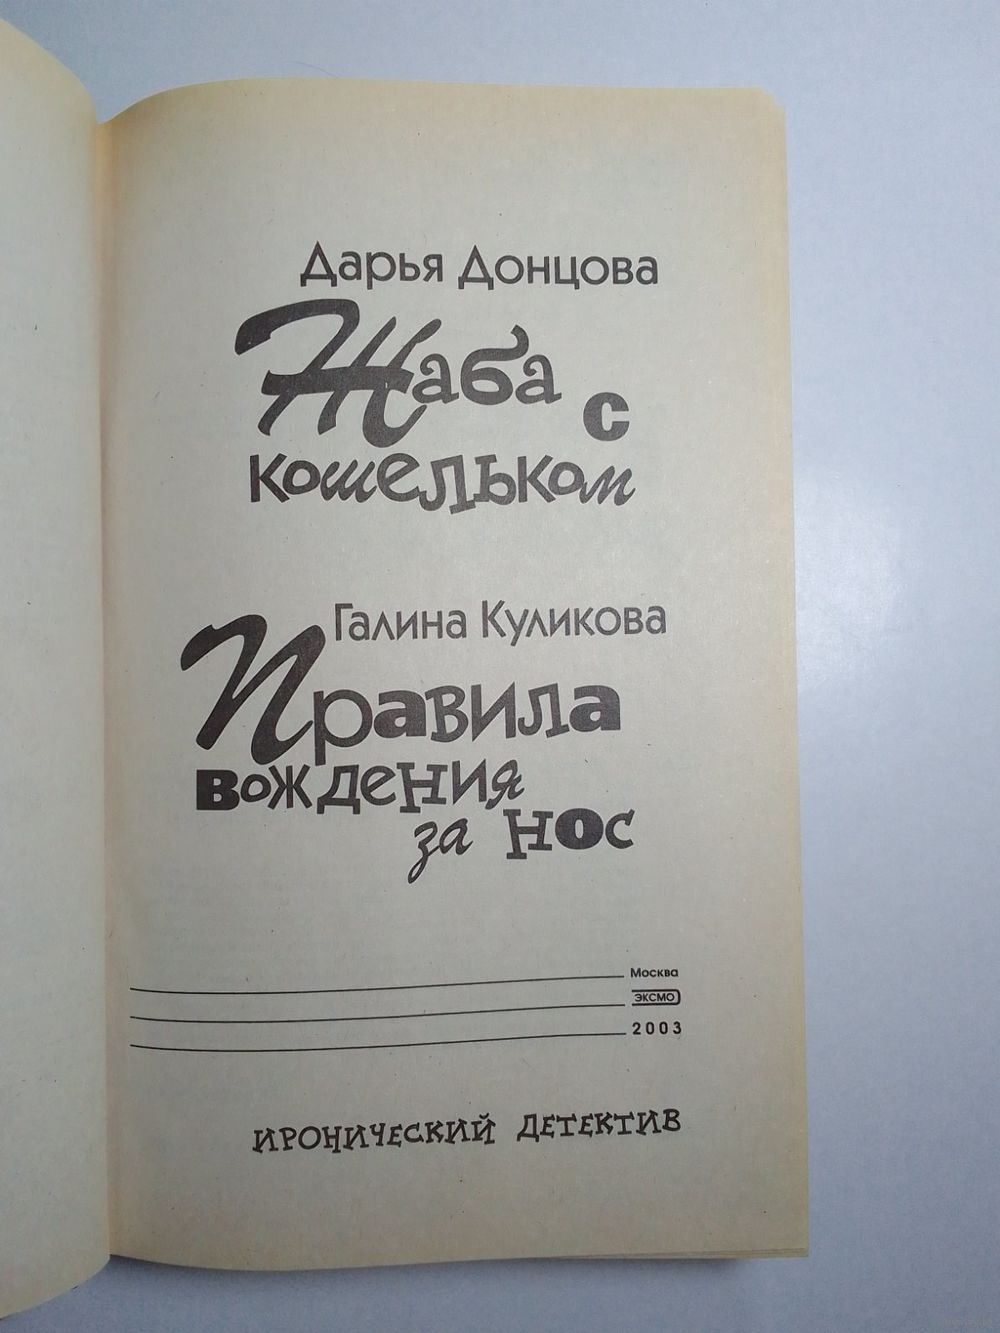 Дарья Донцова
Жаба с
кошельком
Галина Куликова
Правила
вождения
за нос
Москва
ЭКСМО
2003
ИРОНИЧЕСКИЙ ДЕТЕКТИВ